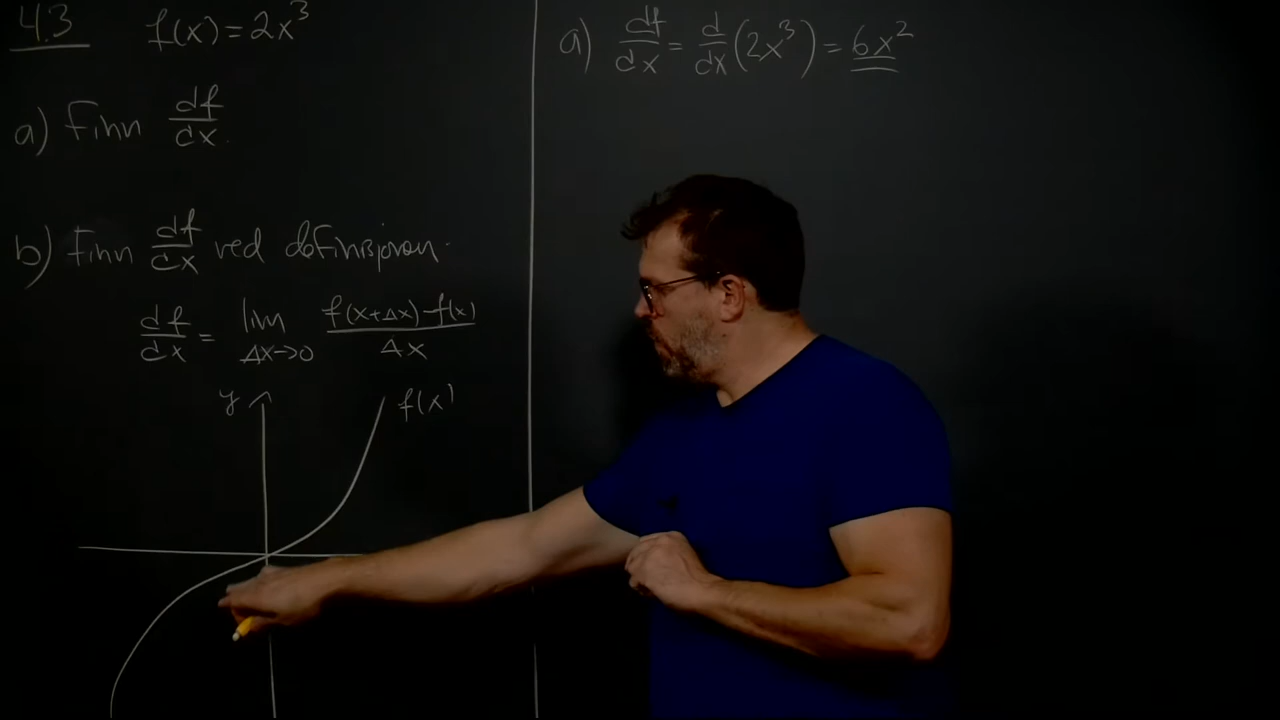 4.3 f(x) = 2x³
a) Finn df/dx.
b) Finn df/dx ved definisjonen.
df/dx = lim Δx→0 f(x+Δx)-f(x) / Δx
y
f(x)
a) df/dx = d/dx (2x³) = 6x²